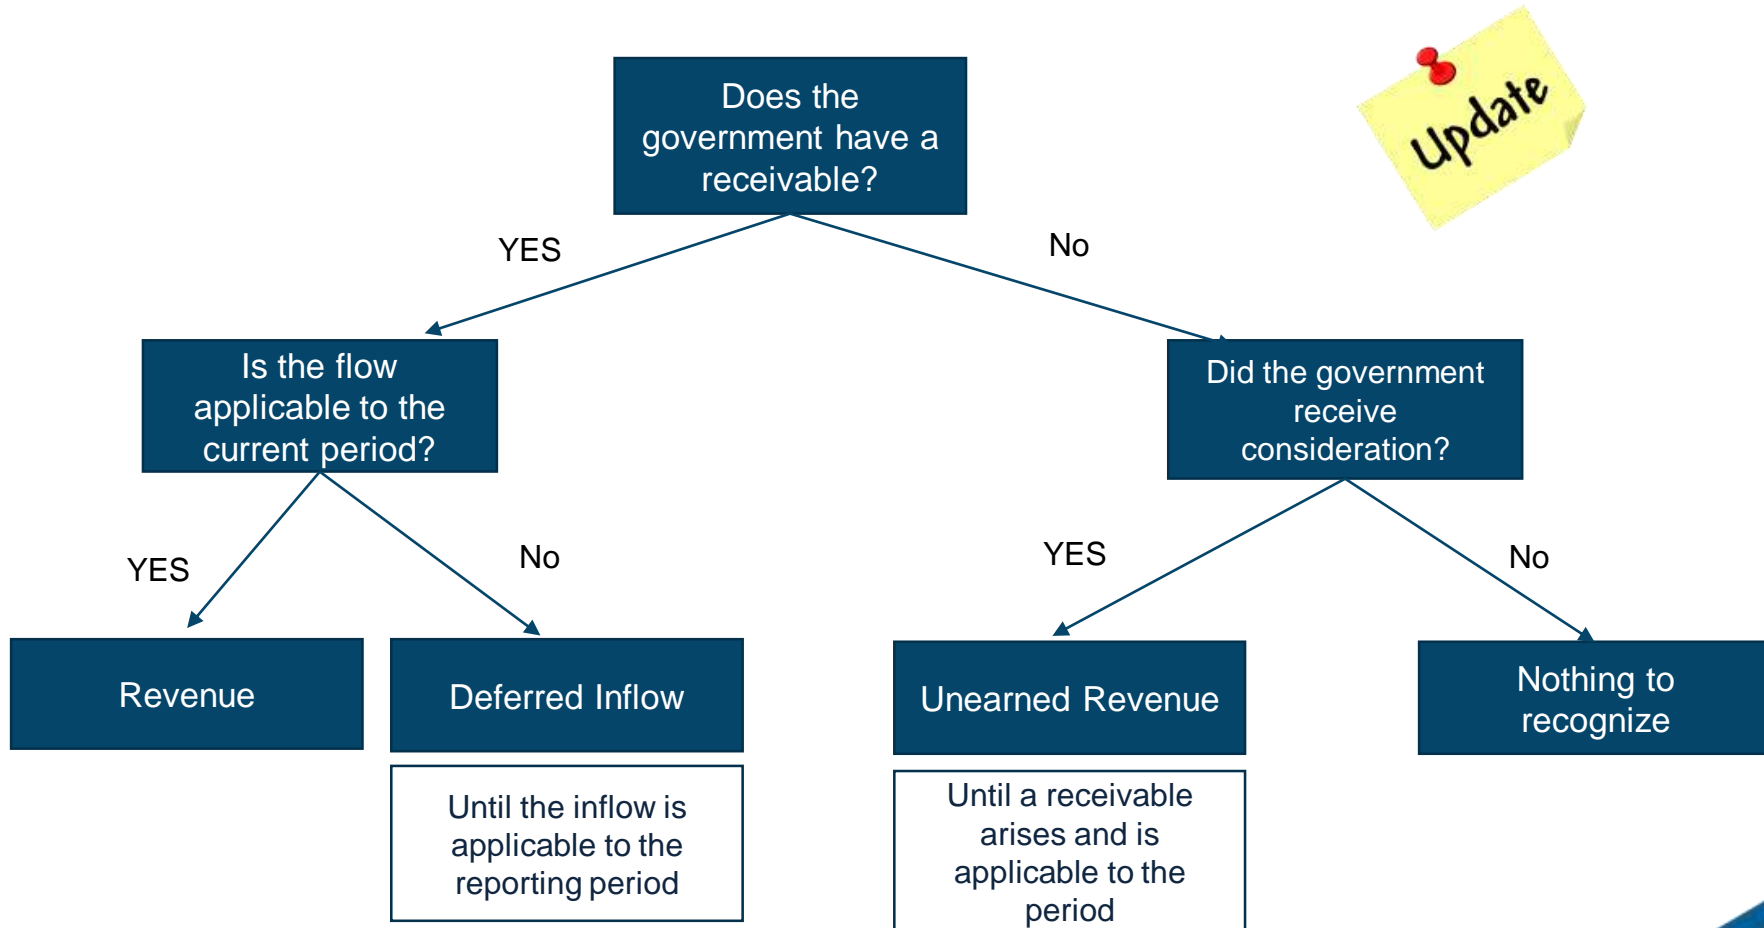 Does the
government have a
receivable?
Update
YES
No
Is the flow
applicable to the
current period?
Did the government
receive
consideration?
YES
No
YES
No
Revenue
Deferred Inflow
Unearned Revenue
Nothing to
recognize
Until the inflow is
applicable to the
reporting period
Until a receivable
arises and is
applicable to the
period